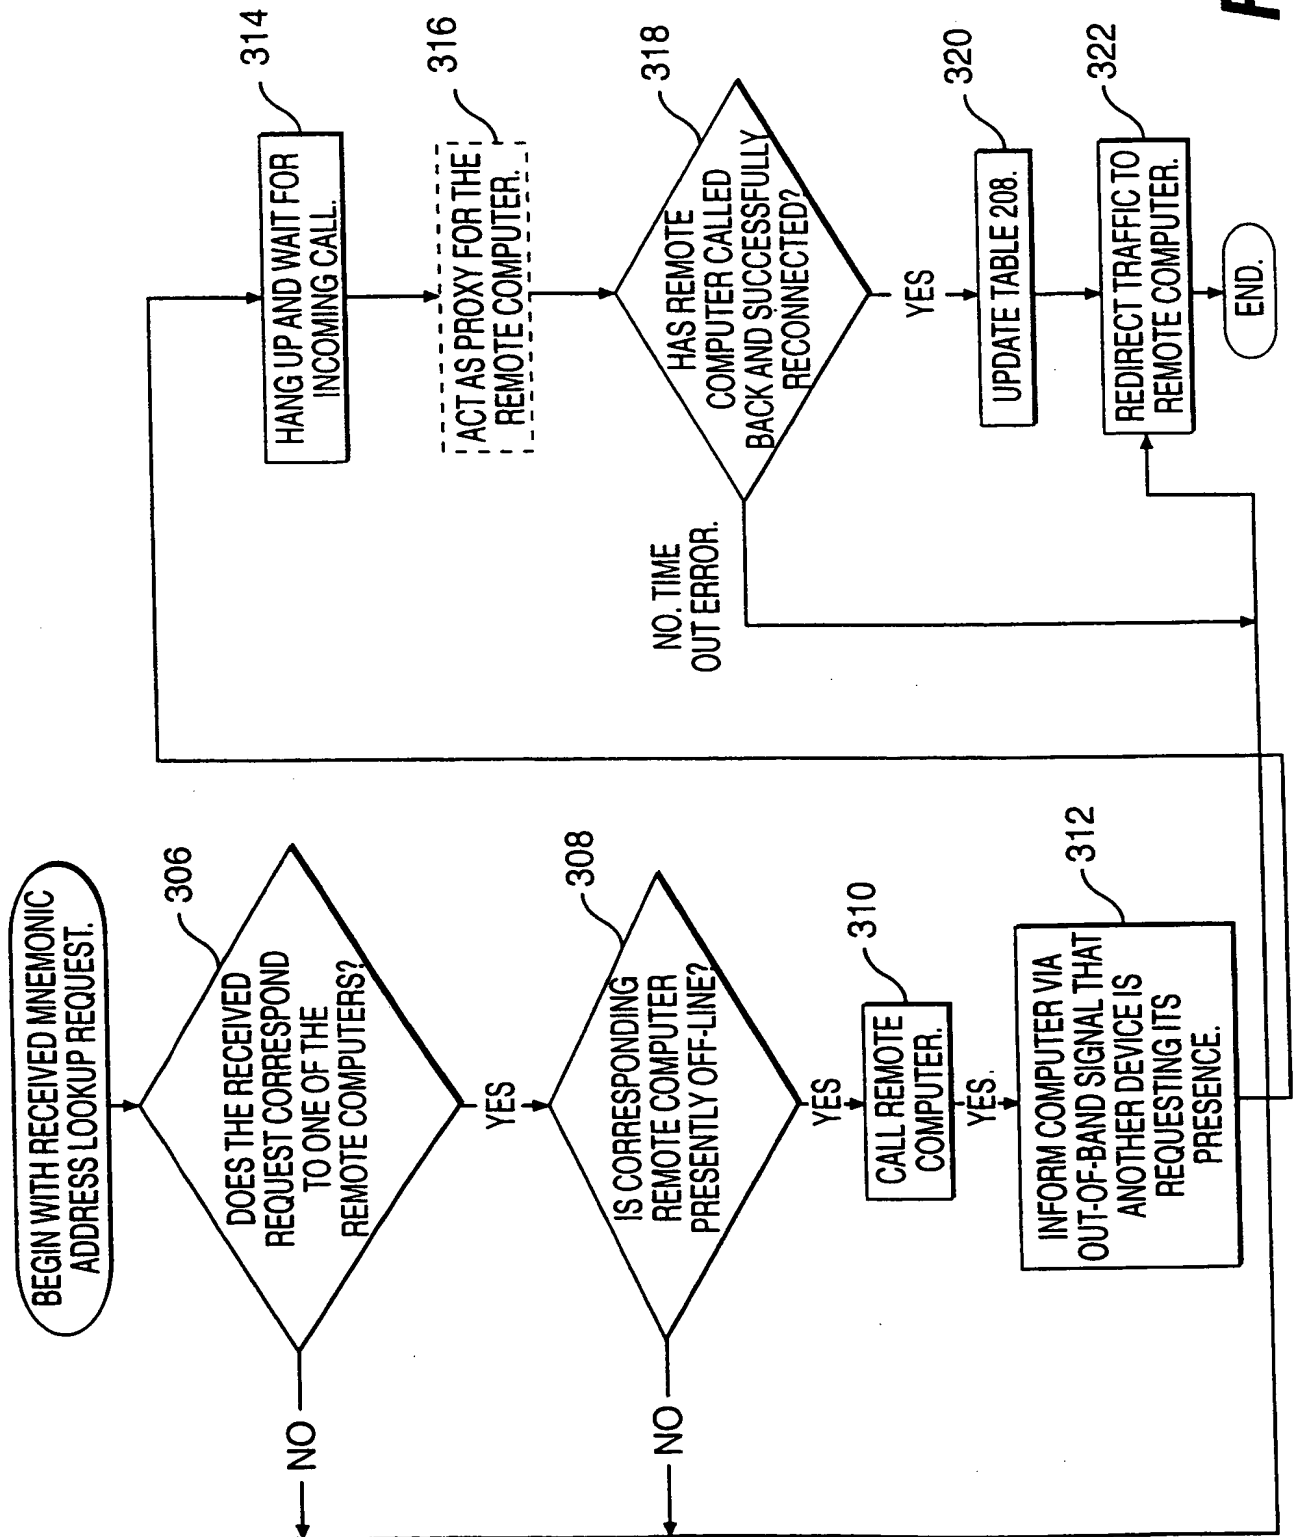 BEGIN WITH RECEIVED MNEMONIC
ADDRESS LOOKUP REQUEST.
306
DOES THE RECEIVED
REQUEST CORRESPOND
TO ONE OF THE
REMOTE COMPUTERS?
NO
YES
308
IS CORRESPONDING
REMOTE COMPUTER
PRESENTLY OFF-LINE?
NO
YES
310
CALL REMOTE
COMPUTER.
YES.
312
INFORM COMPUTER VIA
OUT-OF-BAND SIGNAL THAT
ANOTHER DEVICE IS
REQUESTING ITS
PRESENCE.
314
HANG UP AND WAIT FOR
INCOMING CALL.
316
ACT AS PROXY FOR THE
REMOTE COMPUTER.
318
HAS REMOTE
COMPUTER CALLED
BACK AND SUCCESSFULLY
RECONNECTED?
NO. TIME
OUT ERROR.
YES
320
UPDATE TABLE 208.
322
REDIRECT TRAFFIC TO
REMOTE COMPUTER.
END.